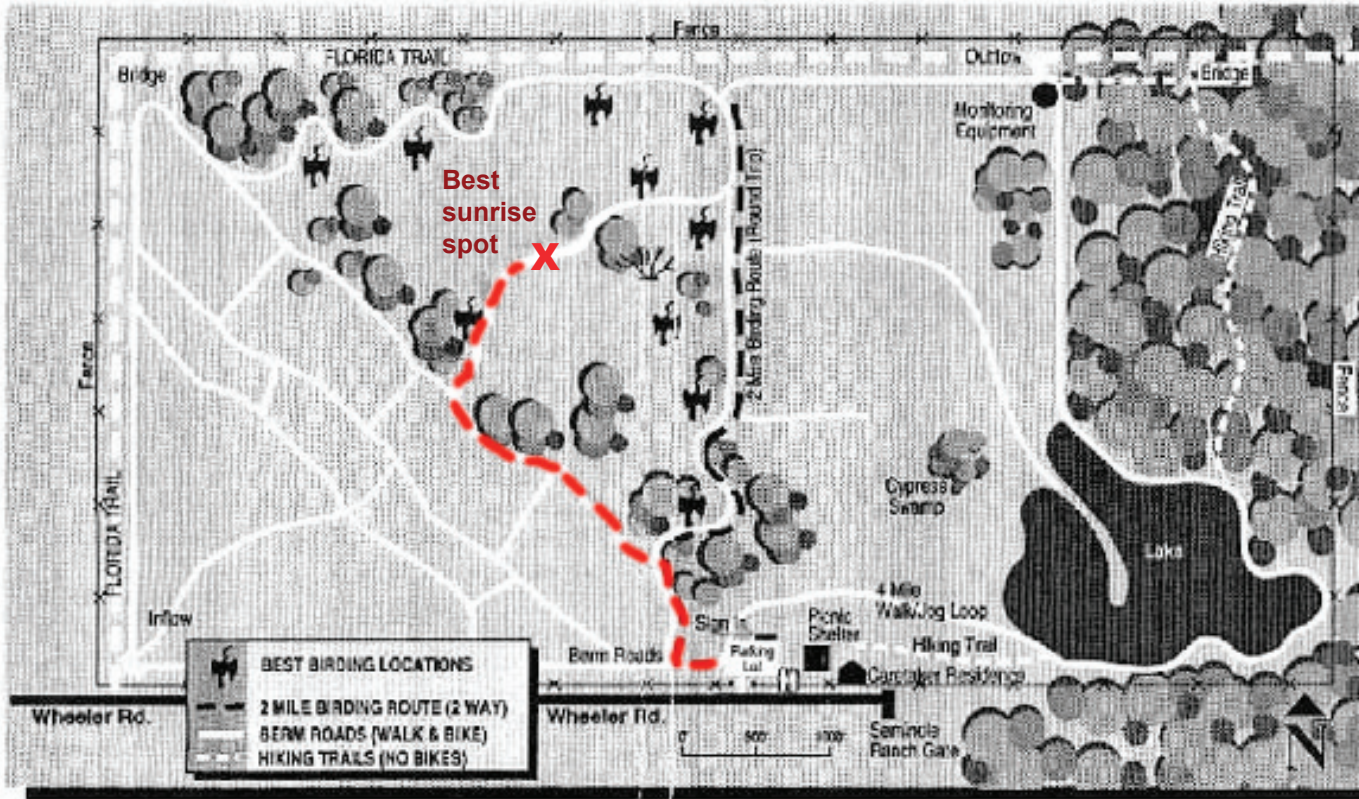 Fence
FLORIDA TRAIL
Outflow
Bridge
Bridge
Monitoring
Equipment
Best
sunrise
spot
2 Mile Birding Route (Round Trip)
Hiking Trail
Fence
Fence
Cypress
Swamp
FLORIDA TRAIL
Lake
4 Mile
Walk/Jog Loop
Inflow
Sign In
Picnic
Shelter
Hiking Trail
Berm Roads
Parking
Lot
Caretaker Residence
BEST BIRDING LOCATIONS
2 MILE BIRDING ROUTE (2 WAY)
BERM ROADS (WALK & BIKE)
HIKING TRAILS (NO BIKES)
Wheeler Rd.
Wheeler Rd.
0' 500' 1000'
Seminole
Ranch Gate
N